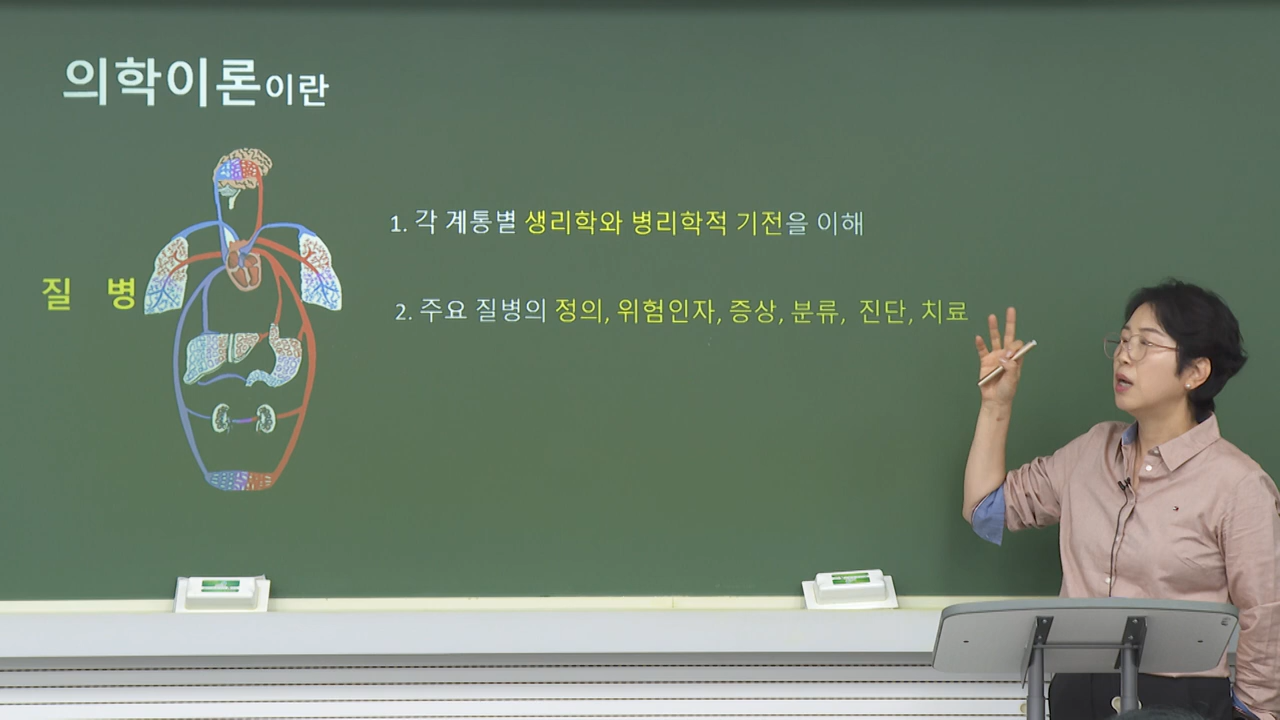 의학이론이란
1. 각 계통별 생리학와 병리학적 기전을 이해
질 병
2. 주요 질병의 정의, 위험인자, 증상, 분류, 진단, 치료